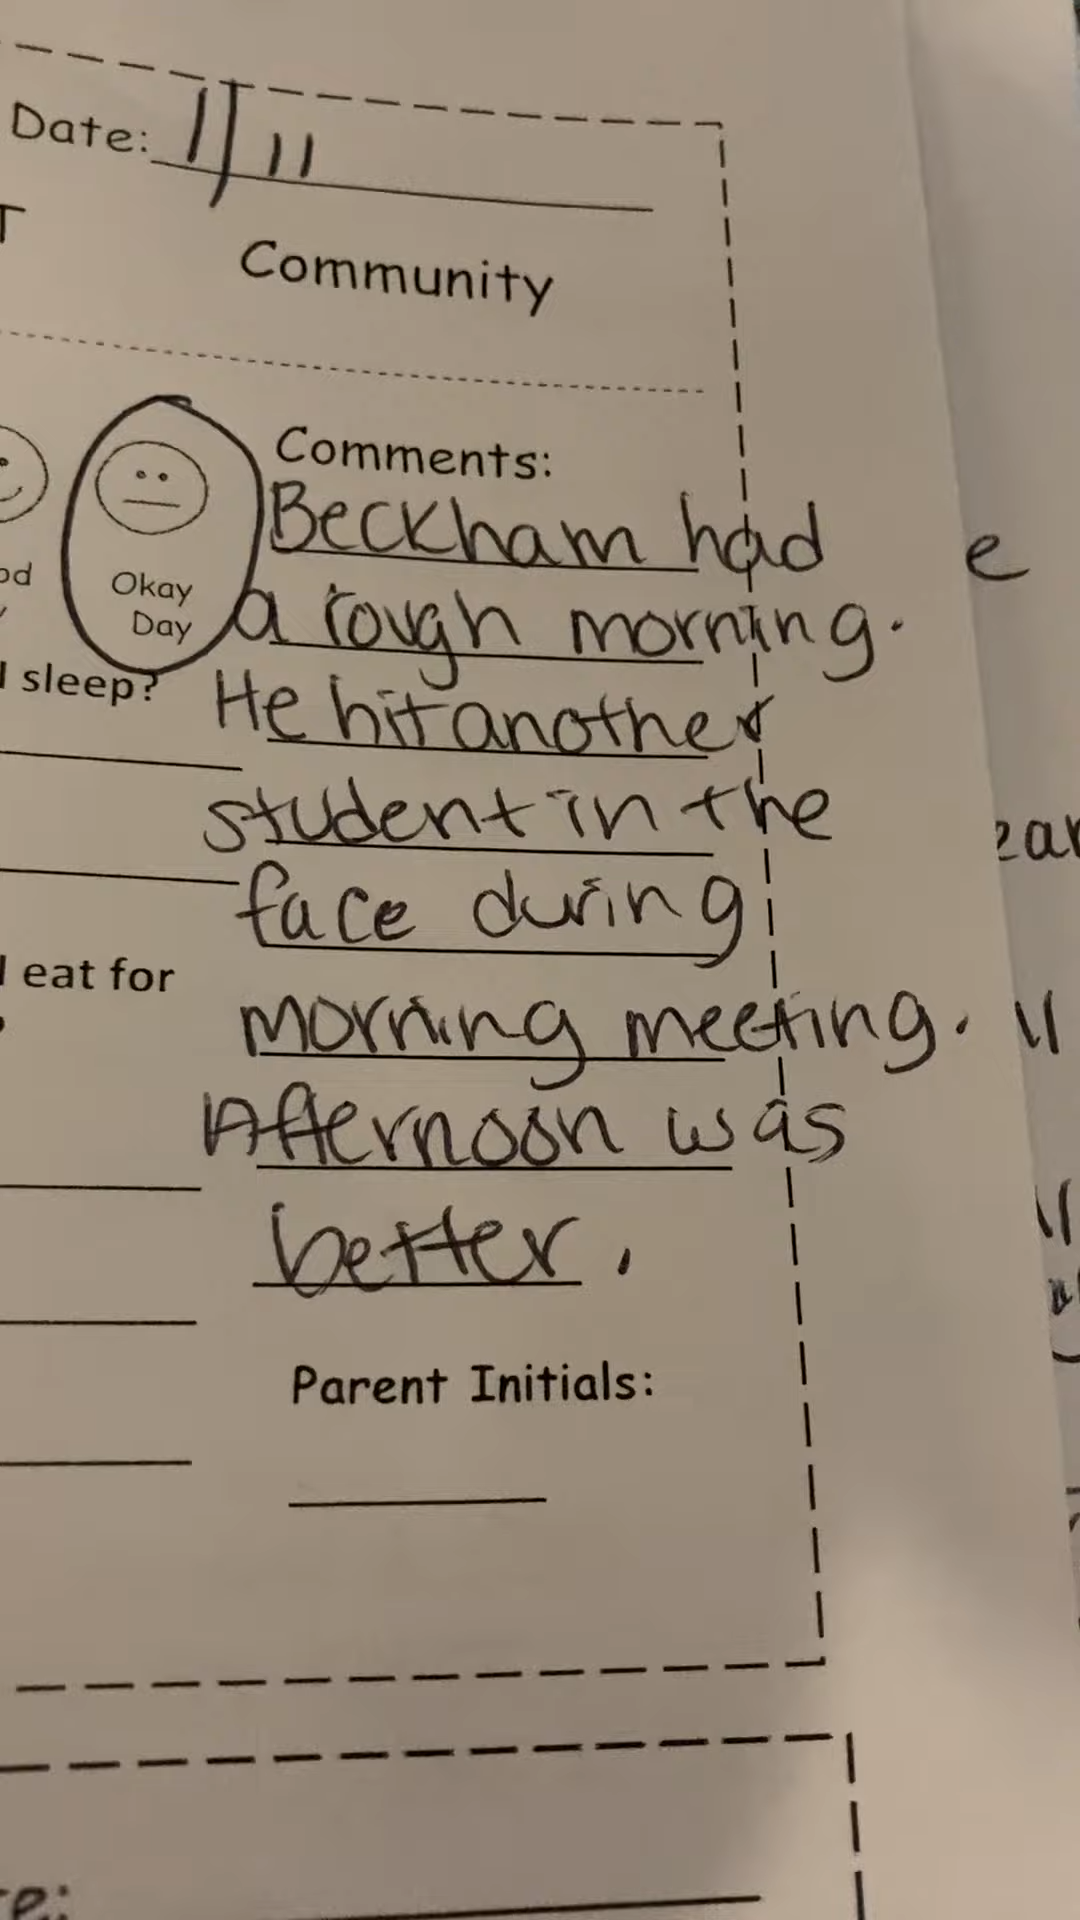 Date: 11/11
Community
Comments:
Beckham had
Okay
Day
a rough morning.
I sleep?
He hit another
student in the
face during
I eat for
morning meeting.
Afternoon was
better.
Parent Initials: